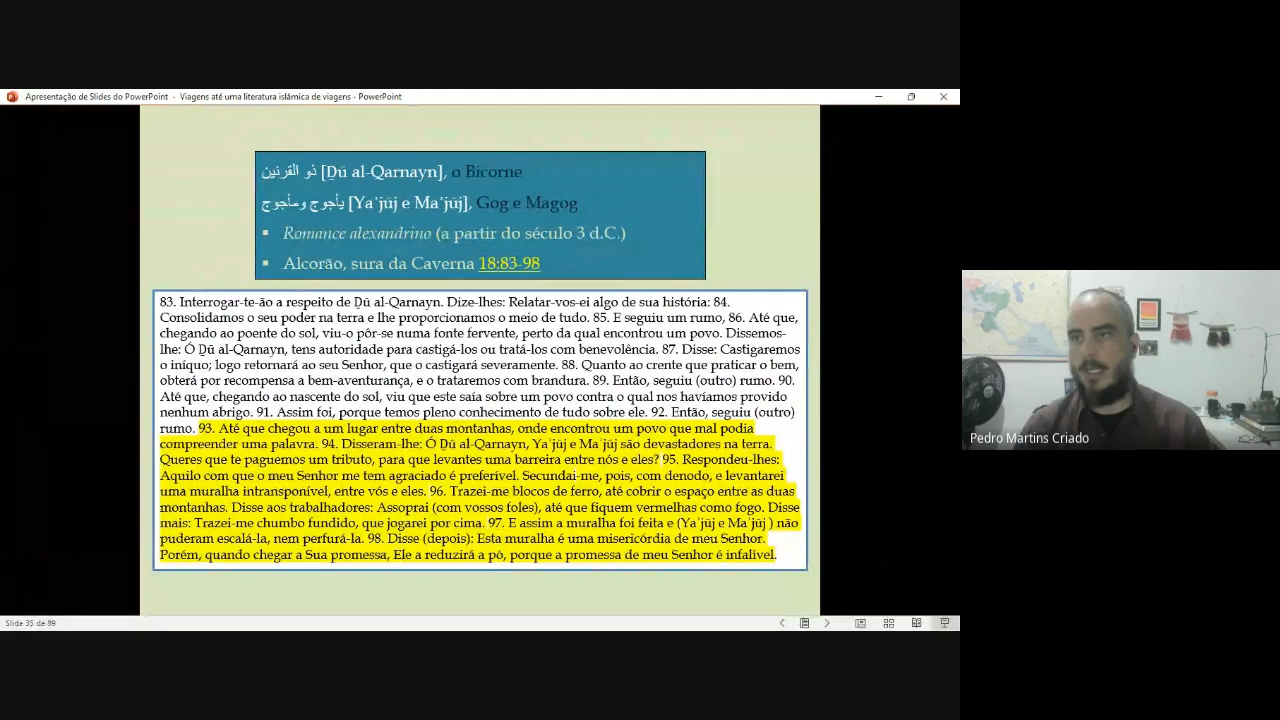 Apresentação de Slides do PowerPoint - Viagens até uma literatura islâmica de viagens - PowerPoint
ذو القرنين [Ḏū al-Qarnayn], o Bicorne
يأجوج ومأجوج [Yaʾjūj e Maʾjūj], Gog e Magog
▪ Romance alexandrino (a partir do século 3 d.C.)
▪ Alcorão, sura da Caverna 18:83-98
83. Interrogar-te-ão a respeito de Ḏū al-Qarnayn. Dize-lhes: Relatar-vos-ei algo de sua história: 84.
Consolidamos o seu poder na terra e lhe proporcionamos o meio de tudo. 85. E seguiu um rumo, 86. Até que,
chegando ao poente do sol, viu-o pôr-se numa fonte fervente, perto da qual encontrou um povo. Dissemos-
lhe: Ó Ḏū al-Qarnayn, tens autoridade para castigá-los ou tratá-los com benevolência. 87. Disse: Castigaremos
o iníquo; logo retornará ao seu Senhor, que o castigará severamente. 88. Quanto ao crente que praticar o bem,
obterá por recompensa a bem-aventurança, e o trataremos com brandura. 89. Então, seguiu (outro) rumo. 90.
Até que, chegando ao nascente do sol, viu que este saía sobre um povo contra o qual nos havíamos provido
nenhum abrigo. 91. Assim foi, porque temos pleno conhecimento de tudo sobre ele. 92. Então, seguiu (outro)
rumo. 93. Até que chegou a um lugar entre duas montanhas, onde encontrou um povo que mal podia
compreender uma palavra. 94. Disseram-lhe: Ó Ḏū al-Qarnayn, Yaʾjūj e Maʾjūj são devastadores na terra.
Queres que te paguemos um tributo, para que levantes uma barreira entre nós e eles? 95. Respondeu-lhes:
Aquilo com que o meu Senhor me tem agraciado é preferível. Secundai-me, pois, com denodo, e levantarei
uma muralha intransponível, entre vós e eles. 96. Trazei-me blocos de ferro, até cobrir o espaço entre as duas
montanhas. Disse aos trabalhadores: Assoprai (com vossos foles), até que fiquem vermelhas como fogo. Disse
mais: Trazei-me chumbo fundido, que jogarei por cima. 97. E assim a muralha foi feita e (Yaʾjūj e Maʾjūj ) não
puderam escalá-la, nem perfurá-la. 98. Disse (depois): Esta muralha é uma misericórdia de meu Senhor.
Porém, quando chegar a Sua promessa, Ele a reduzirá a pó, porque a promessa de meu Senhor é infalível.
Slide 35 de 89
Pedro Martins Criado